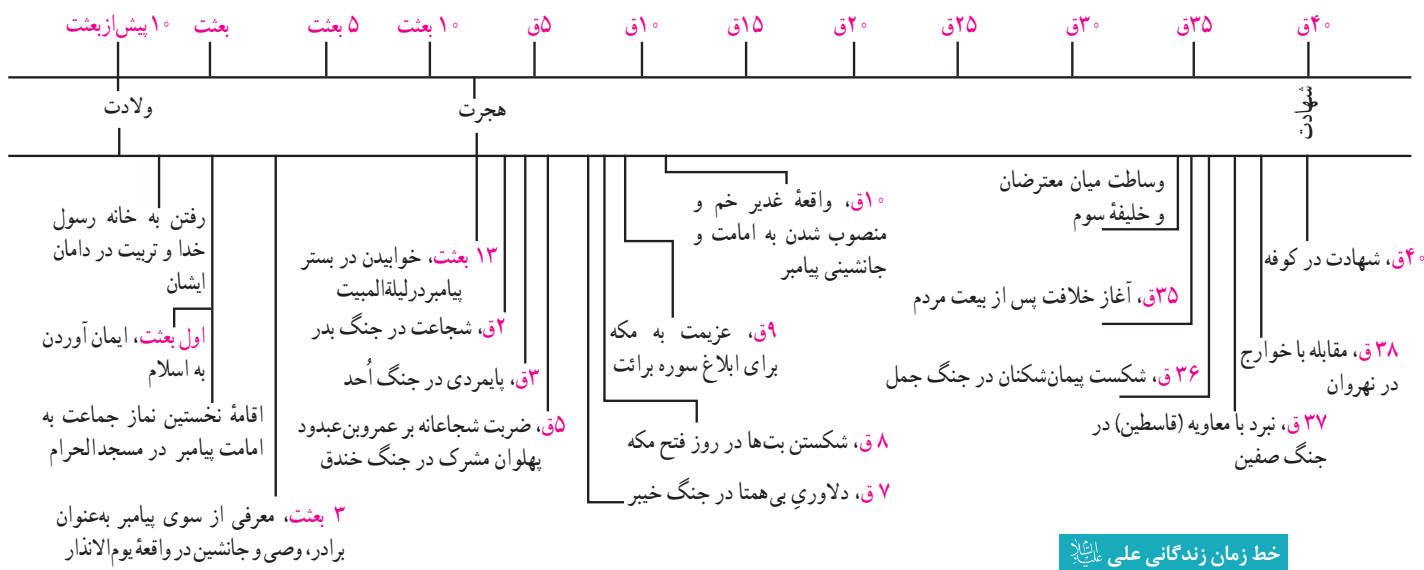 ۱۰ پیش‌از‌بعثت
بعثت
۵ بعثت
۱۰ بعثت
۵ق
۱۰ق
۱۵ق
۲۰ق
۲۵ق
۳۰ق
۳۵ق
۴۰ق
ولادت
هجرت
شهادت
رفتن به خانه رسول
خدا و تربیت در دامان
ایشان
اول بعثت، ایمان آوردن
به اسلام
اقامهٔ نخستین نماز جماعت به
امامت پیامبر در مسجدالحرام
۳ بعثت، معرفی از سوی پیامبر به‌عنوان
برادر، وصی و جانشین در واقعهٔ یوم‌الانذار
۱۳ بعثت، خوابیدن در بستر
پیامبردرلیلةالمبیت
۲ق، شجاعت در جنگ بدر
۳ق، پایمردی در جنگ اُحد
۵ق، ضربت شجاعانه بر عمروبن‌عبدود
پهلوان مشرک در جنگ خندق
۷ ق، دلاوریِ بی‌همتا در جنگ خیبر
۸ ق، شکستن بت‌ها در روز فتح مکه
۹ق، عزیمت به مکه
برای ابلاغ سوره برائت
۱۰ق، واقعهٔ غدیر خم و
منصوب شدن به امامت و
جانشینی پیامبر
وساطت میان معترضان
و خلیفهٔ سوم
۳۵ق، آغاز خلافت پس از بیعت مردم
۳۶ ق، شکست پیمان‌شکنان در جنگ جمل
۳۷ ق، نبرد با معاویه (قاسطین) در
جنگ صفین
۳۸ ق، مقابله با خوارج
در نهروان
۴۰ق، شهادت در کوفه
خط زمان زندگانی علی علیه‌السلام